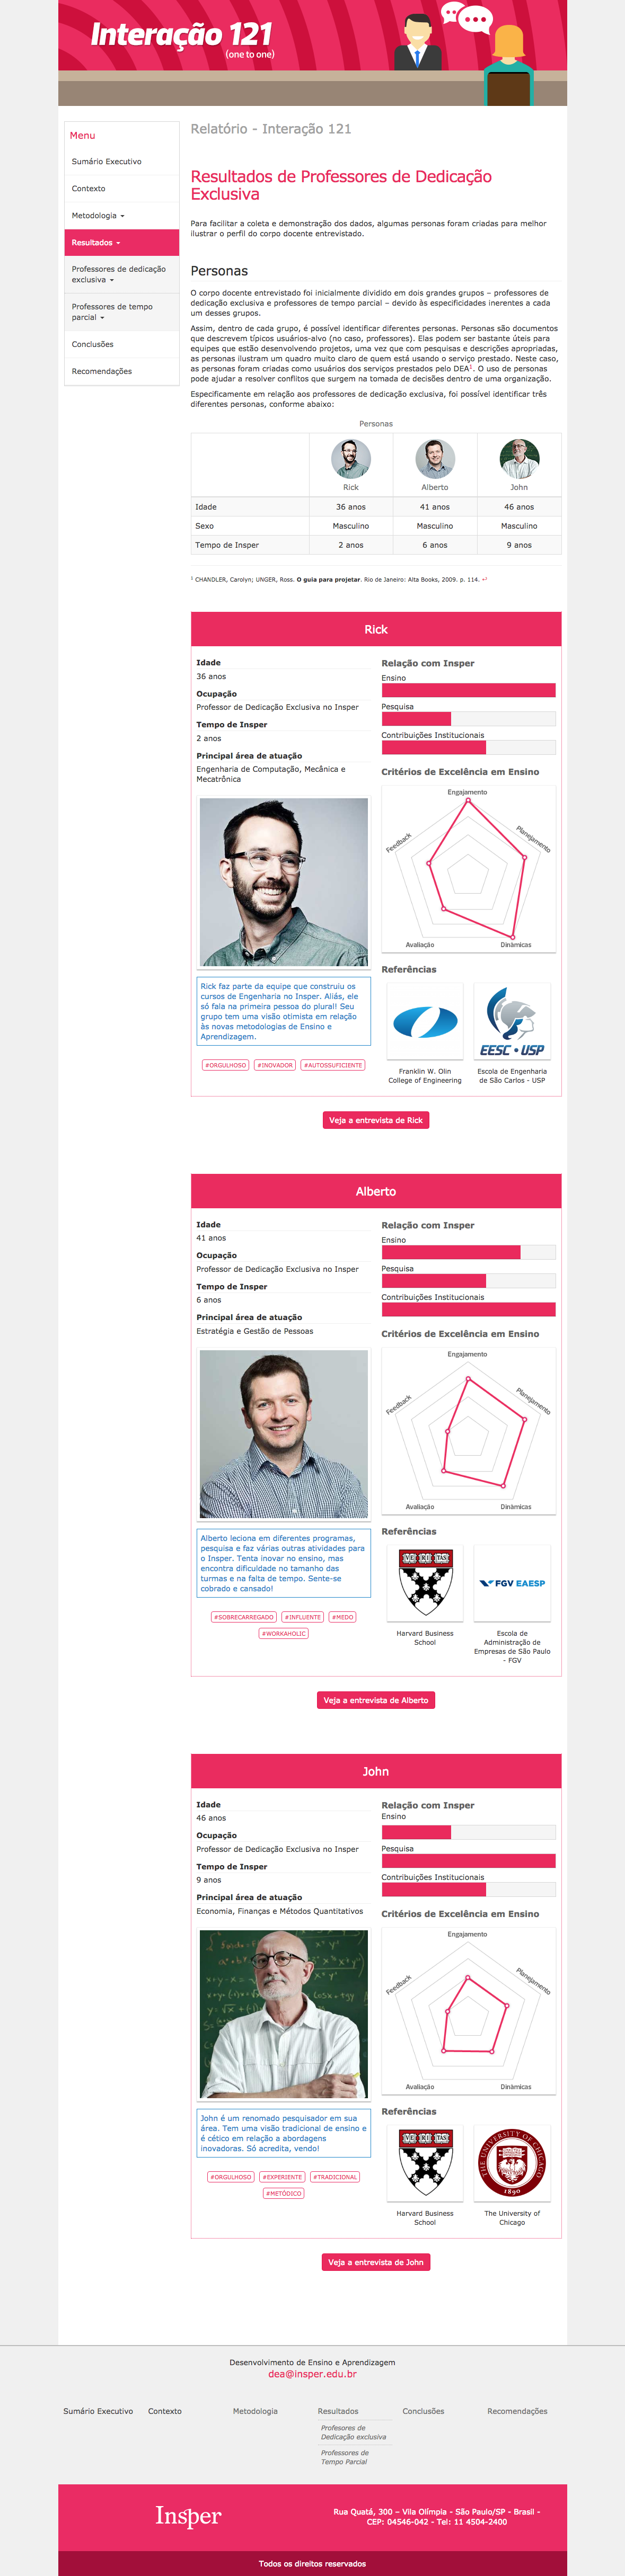 Interação 121
(one to one)
Menu
Sumário Executivo
Contexto
Metodologia
Resultados
Professores de dedicação
exclusiva
Professores de tempo
parcial
Conclusões
Recomendações
Relatório - Interação 121
Resultados de Professores de Dedicação
Exclusiva
Para facilitar a coleta e demonstração dos dados, algumas personas foram criadas para melhor
ilustrar o perfil do corpo docente entrevistado.
Personas
O corpo docente entrevistado foi inicialmente dividido em dois grandes grupos – professores de
dedicação exclusiva e professores de tempo parcial – devido às especificidades inerentes a cada
um desses grupos.
Assim, dentro de cada grupo, é possível identificar diferentes personas. Personas são documentos
que descrevem típicos usuários-alvo (no caso, professores). Elas podem ser bastante úteis para
equipes que estão desenvolvendo projetos, uma vez que com pesquisas e descrições apropriadas,
as personas ilustram um quadro muito claro de quem está usando o serviço prestado. Neste caso,
as personas foram criadas como usuários dos serviços prestados pelo DEA¹. O uso de personas
pode ajudar a resolver conflitos que surgem na tomada de decisões dentro de uma organização.
Especificamente em relação aos professores de dedicação exclusiva, foi possível identificar três
diferentes personas, conforme abaixo:
Personas
Rick Alberto John
Idade 36 anos 41 anos 46 anos
Sexo Masculino Masculino Masculino
Tempo de Insper 2 anos 6 anos 9 anos
¹ CHANDLER, Carolyn; UNGER, Ross. O guia para projetar. Rio de Janeiro: Alta Books, 2009. p. 114. ↩¹
Rick
Idade
36 anos
Ocupação
Professor de Dedicação Exclusiva no Insper
Tempo de Insper
2 anos
Principal área de atuação
Engenharia de Computação, Mecânica e
Mecatrônica
Rick faz parte da equipe que construiu os
cursos de Engenharia no Insper. Aliás, ele
só fala na primeira pessoa do plural! Seu
grupo tem uma visão otimista em relação
às novas metodologias de Ensino e
Aprendizagem.
#ORGULHOSO #INOVADOR #AUTOSSUFICIENTE
Relação com Insper
Ensino
Pesquisa
Contribuições Institucionais
Critérios de Excelência em Ensino
Engajamento
Feedback
Planejamento
Avaliação
Dinâmicas
Referências
EESC • USP
Franklin W. Olin
College of Engineering
Escola de Engenharia
de São Carlos - USP
Veja a entrevista de Rick
Alberto
Idade
41 anos
Ocupação
Professor de Dedicação Exclusiva no Insper
Tempo de Insper
6 anos
Principal área de atuação
Estratégia e Gestão de Pessoas
Alberto leciona em diferentes programas,
pesquisa e faz várias outras atividades para
o Insper. Tenta inovar no ensino, mas
encontra dificuldade no tamanho das
turmas e na falta de tempo. Sente-se
cobrado e cansado!
#SOBRECARREGADO #INFLUENTE #MEDO
#WORKAHOLIC
Relação com Insper
Ensino
Pesquisa
Contribuições Institucionais
Critérios de Excelência em Ensino
Engajamento
Feedback
Planejamento
Avaliação
Dinâmicas
Referências
FGV EAESP
Harvard Business
School
Escola de
Administração de
Empresas de São Paulo
- FGV
Veja a entrevista de Alberto
John
Idade
46 anos
Ocupação
Professor de Dedicação Exclusiva no Insper
Tempo de Insper
9 anos
Principal área de atuação
Economia, Finanças e Métodos Quantitativos
John é um renomado pesquisador em sua
área. Tem uma visão tradicional de ensino e
é cético em relação a abordagens
inovadoras. Só acredita, vendo!
#ORGULHOSO #EXPERIENTE #TRADICIONAL
#METÓDICO
Relação com Insper
Ensino
Pesquisa
Contribuições Institucionais
Critérios de Excelência em Ensino
Engajamento
Feedback
Planejamento
Avaliação
Dinâmicas
Referências
THE UNIVERSITY OF CHICAGO
1890
Harvard Business
School
The University of
Chicago
Veja a entrevista de John
Desenvolvimento de Ensino e Aprendizagem
dea@insper.edu.br
Sumário Executivo Contexto Metodologia Resultados Conclusões Recomendações
Profesores de
Dedicação exclusiva
Professores de
Tempo Parcial
Insper
Rua Quatá, 300 – Vila Olímpia - São Paulo/SP - Brasil -
CEP: 04546-042 - Tel: 11 4504-2400
Todos os direitos reservados